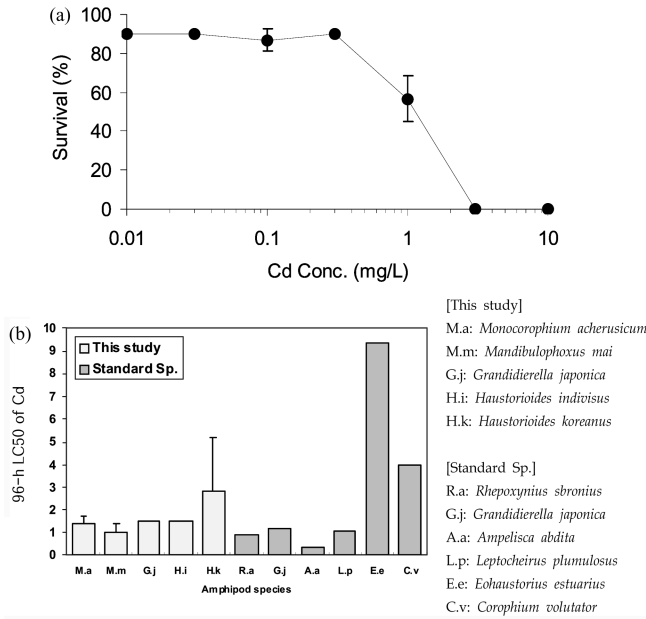 (a)
100
80
60
40
20
0
Survival (%)
0.01
0.1
1
10
Cd Conc. (mg/L)
(b)
10
9
8
7
6
5
4
3
2
1
0
96-h LC50 of Cd
This study
Standard Sp.
M.a
M.m
G.j
H.i
H.k
R.a
G.j
A.a
L.p
E.e
C.v
Amphipod species
[This study]
M.a: Monocorophium acherusicum
M.m: Mandibulophoxus mai
G.j: Grandidierella japonica
H.i: Haustorioides indivisus
H.k: Haustorioides koreanus
[Standard Sp.]
R.a: Rhepoxynius sbronius
G.j: Grandidierella japonica
A.a: Ampelisca abdita
L.p: Leptocheirus plumulosus
E.e: Eohaustorius estuarius
C.v: Corophium volutator